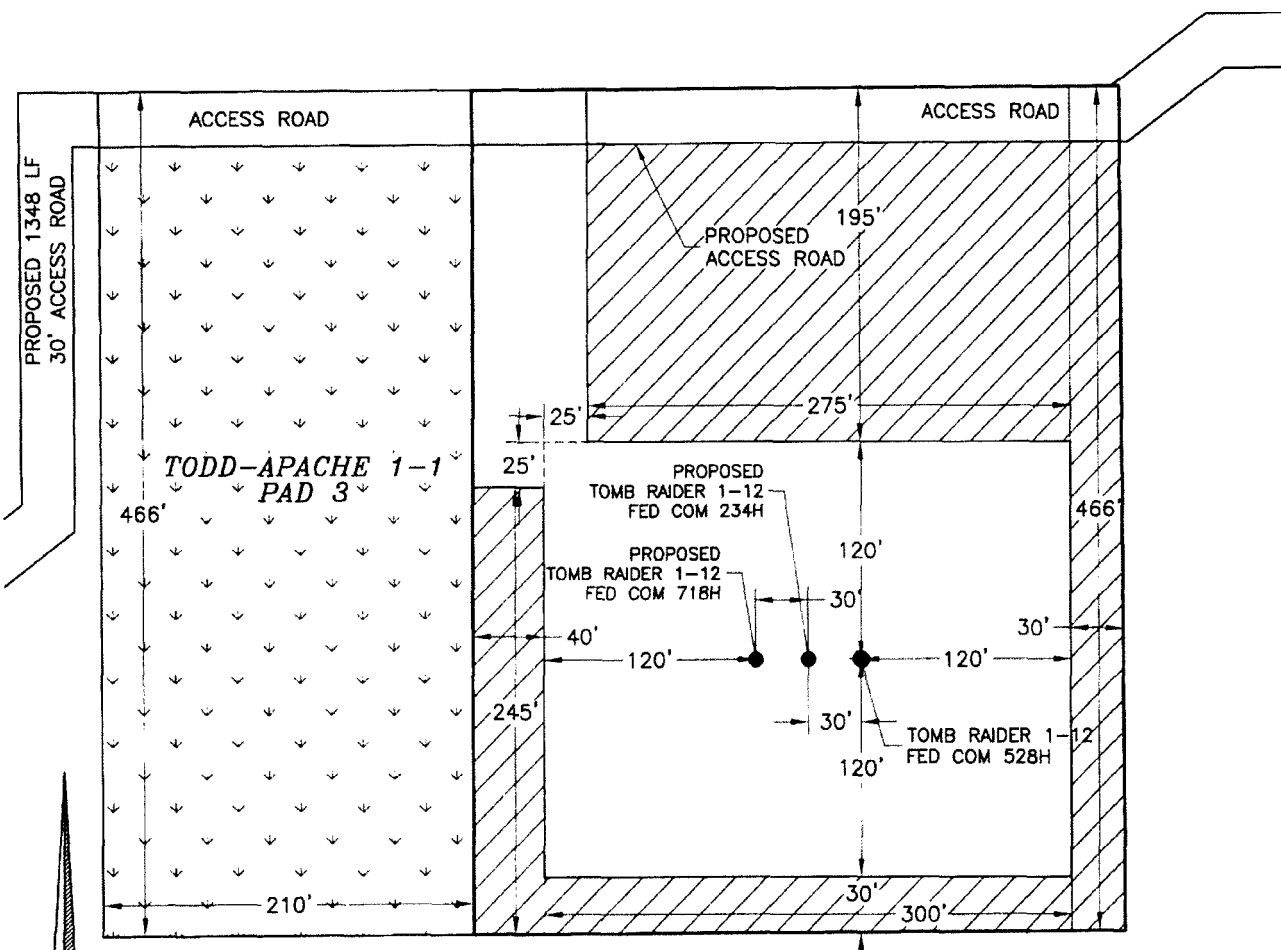 ACCESS ROAD
ACCESS ROAD
PROPOSED 1348 LF
30' ACCESS ROAD
195'
PROPOSED
ACCESS ROAD
275'
25'
25'
TODD-APACHE 1-1
PAD 3
466'
PROPOSED
TOMB RAIDER 1-12
FED COM 234H
466'
120'
PROPOSED
TOMB RAIDER 1-12
FED COM 718H
30'
30'
40'
120'
120'
245'
30'
TOMB RAIDER 1-12
FED COM 528H
120'
30'
210'
300'